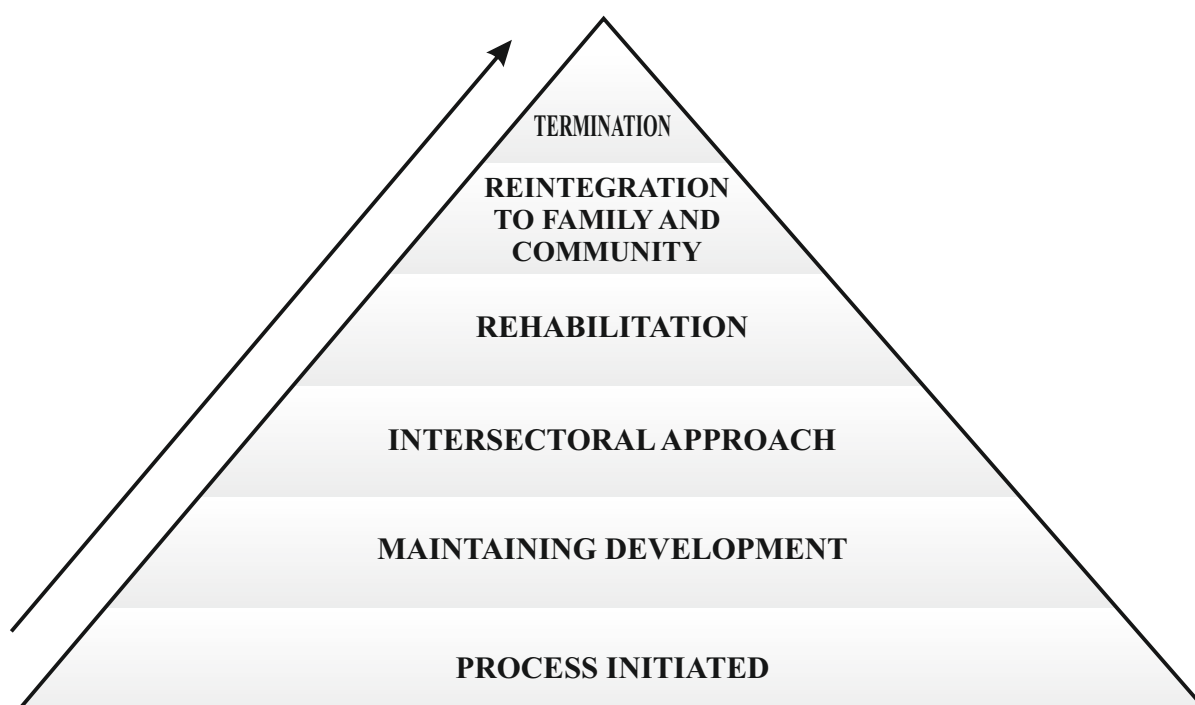 TERMINATION
REINTEGRATION
TO FAMILY AND
COMMUNITY
REHABILITATION
INTERSECTORAL APPROACH
MAINTAINING DEVELOPMENT
PROCESS INITIATED